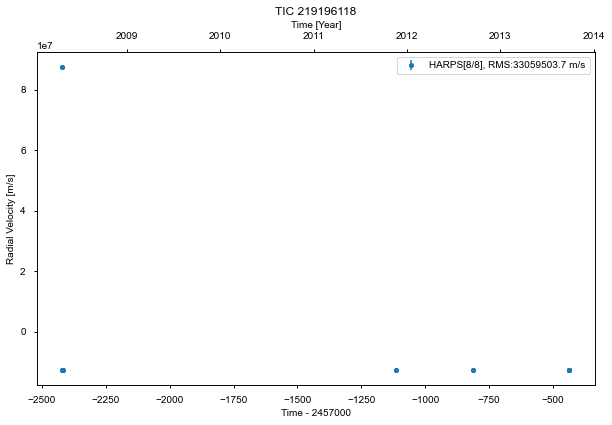 TIC 219196118
Time [Year]
2009 2010 2011 2012 2013 2014
1e7
HARPS[8/8], RMS:33059503.7 m/s
8
6
4
2
0
Radial Velocity [m/s]
−2500 −2250 −2000 −1750 −1500 −1250 −1000 −750 −500
Time - 2457000